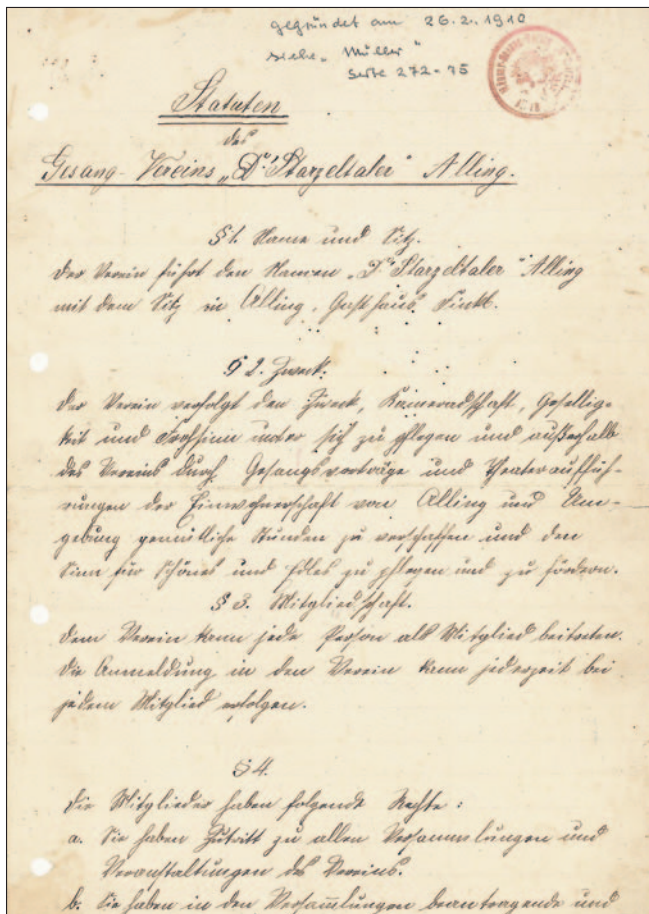 gegründet am 26.2.1910
siehe „Müller“
Seite 272-75
Statuten
des
Gesang-Vereins „D' Starzeltaler“ Alling.
§ 1. Name und Sitz.
Der Verein führt den Namen „D' Starzeltaler“ Alling
mit dem Sitz in Alling, Gasthaus Finkl.
§ 2. Zweck.
Der Verein verfolgt den Zweck, Kameradschaft, Gesellig-
keit und Frohsinn unter sich zu pflegen und außerhalb
des Vereins durch Gesangsvorträge und Theaterauffüh-
rungen der Einwohnerschaft von Alling und Um-
gebung gemütliche Stunden zu verschaffen und den
Sinn für Schönes und Edles zu pflegen und zu fördern.
§ 3. Mitgliedschaft.
Dem Verein kann jede Person als Mitglied beitreten.
Die Anmeldung in den Verein kann jederzeit bei
jedem Mitglied erfolgen.
§ 4.
Die Mitglieder haben folgende Rechte:
a. Sie haben Zutritt zu allen Versammlungen und
Veranstaltungen des Vereins.
b. Sie haben in den Versammlungen beantragende und